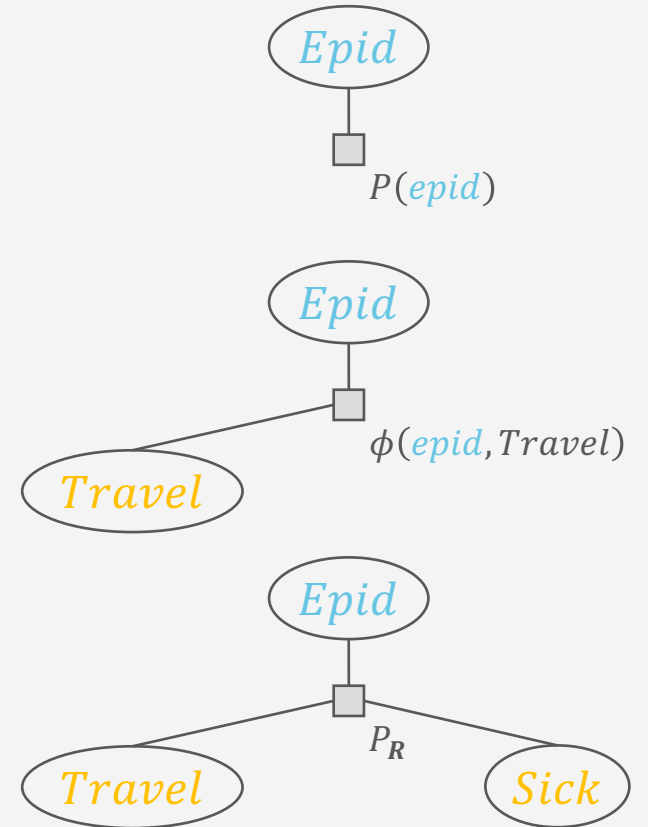 Epid
P(epid)
Epid
ϕ(epid, Travel)
Travel
Epid
P_R
Travel Sick